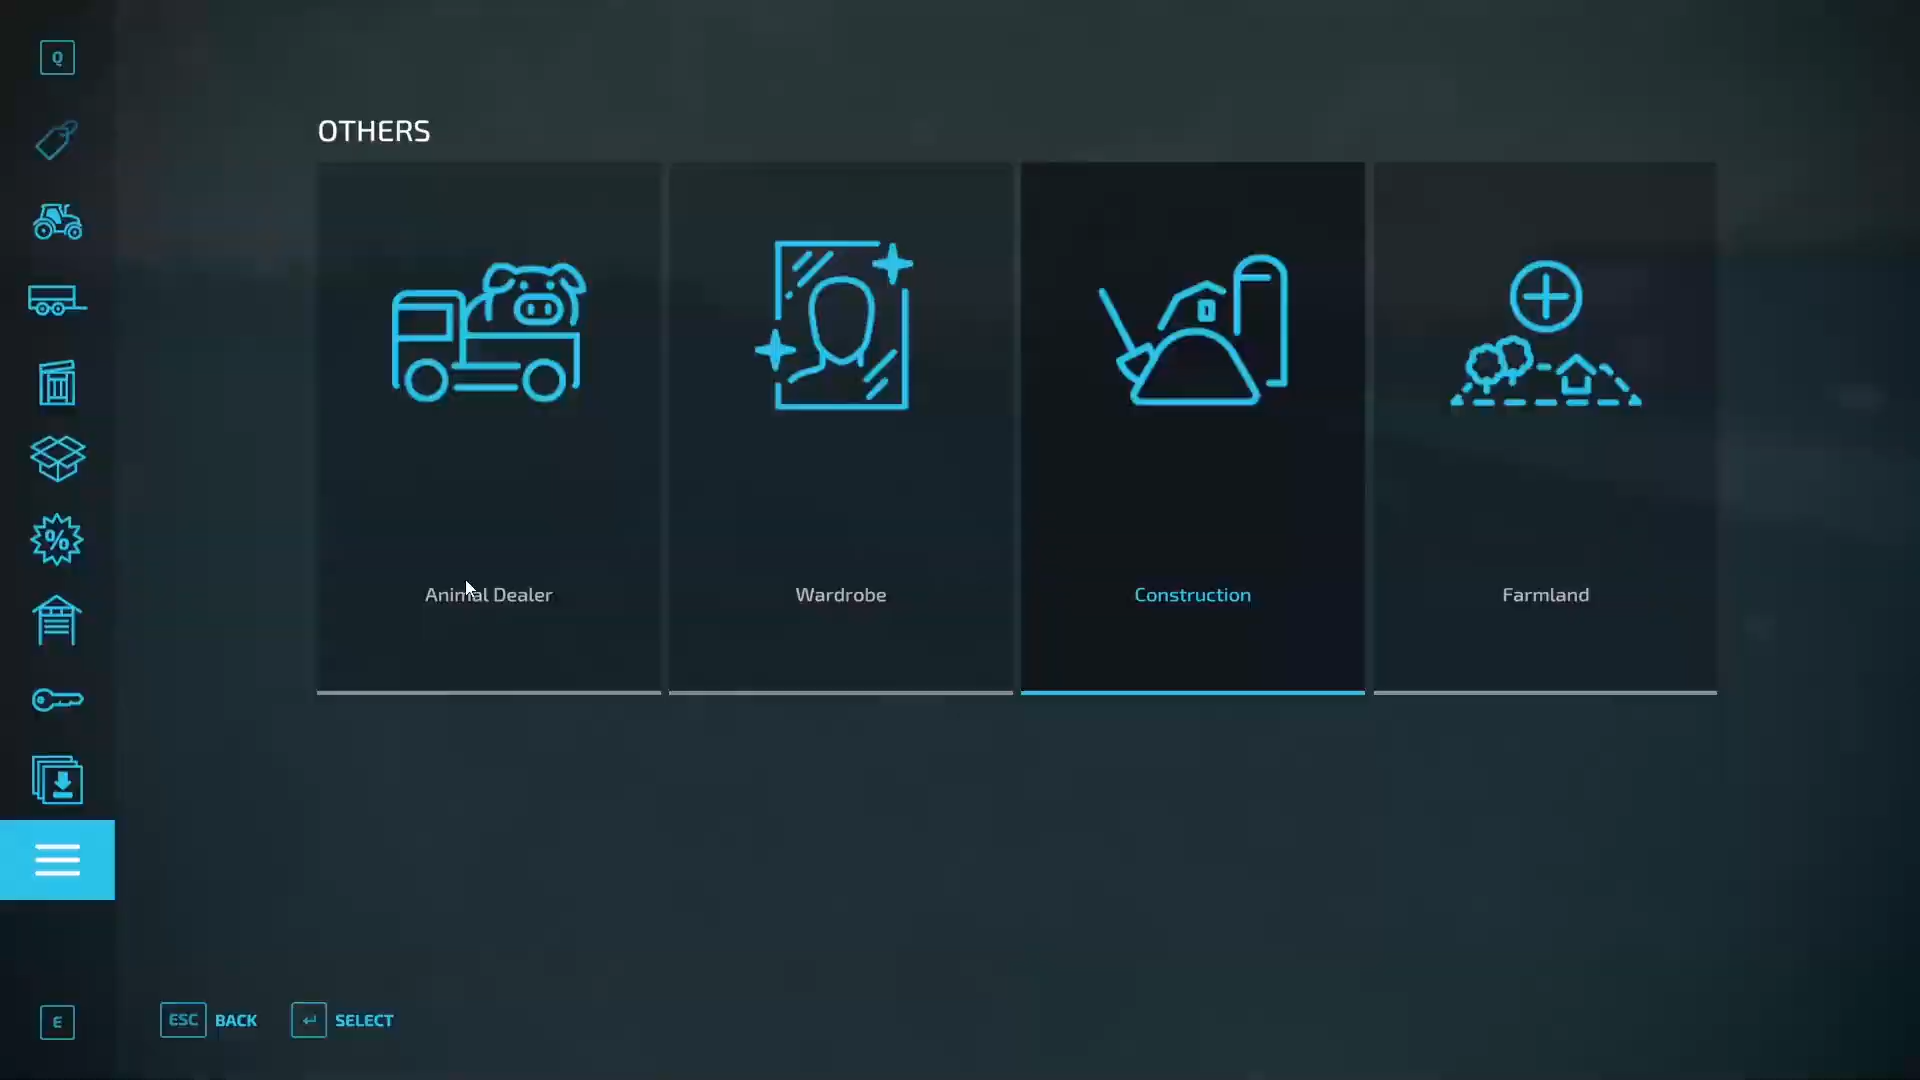 Q
OTHERS
%
Animal Dealer
Wardrobe
Construction
Farmland
E
ESC BACK
SELECT